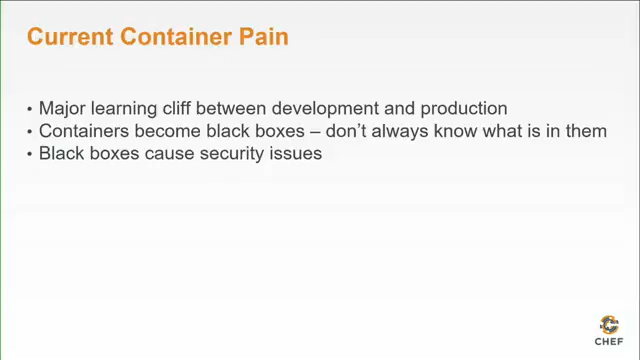 Current Container Pain
• Major learning cliff between development and production
• Containers become black boxes – don't always know what is in them
• Black boxes cause security issues
CHEF